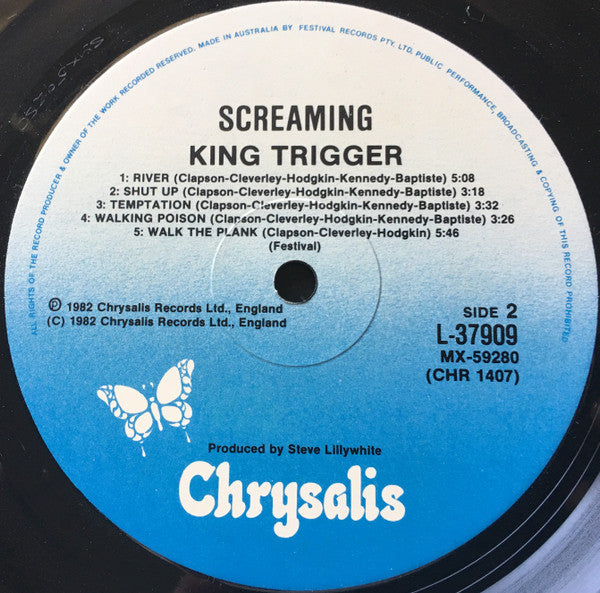 ALL RIGHTS OF THE RECORD PRODUCER & OWNER OF THE WORK RECORDED RESERVED. MADE IN AUSTRALIA BY FESTIVAL RECORDS PTY. LTD. PUBLIC PERFORMANCE, BROADCASTING & COPYING OF THIS RECORD PROHIBITED
SCREAMING
KING TRIGGER
1: RIVER (Clapson-Cleverley-Hodgkin-Kennedy-Baptiste) 5:08
2: SHUT UP (Clapson-Cleverley-Hodgkin-Kennedy-Baptiste) 3:18
3: TEMPTATION (Clapson-Cleverley-Hodgkin-Kennedy-Baptiste) 3:32
4: WALKING POISON (Clapson-Cleverley-Hodgkin-Kennedy-Baptiste) 3:26
5: WALK THE PLANK (Clapson-Cleverley-Hodgkin) 5:46
(Festival)
℗ 1982 Chrysalis Records Ltd., England
(C) 1982 Chrysalis Records Ltd., England
SIDE 2
L-37909
MX-59280
(CHR 1407)
Produced by Steve Lillywhite
Chrysalis